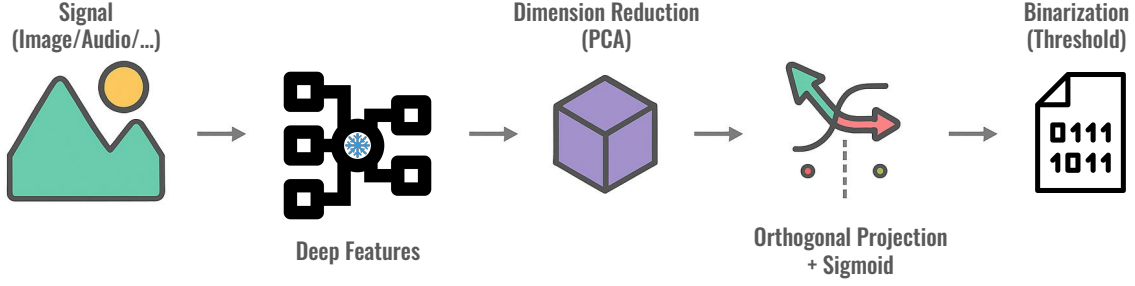 Signal
(Image/Audio/...)
Deep Features
Dimension Reduction
(PCA)
Orthogonal Projection
+ Sigmoid
Binarization
(Threshold)
0111
1011